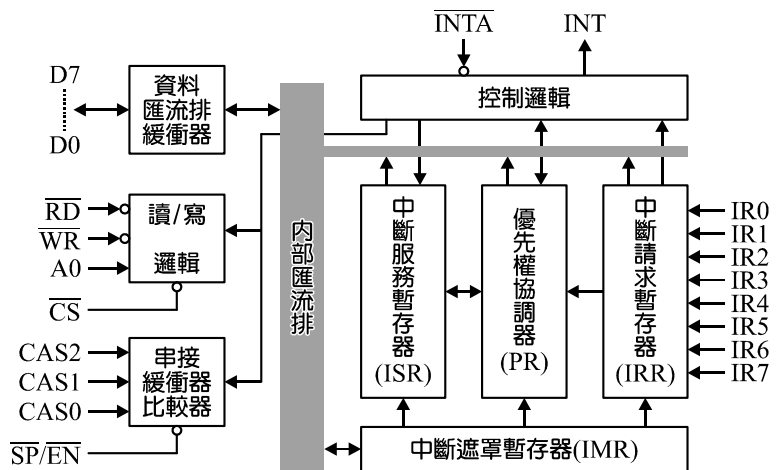 INTA INT
D7
D0
資料
匯流排
緩衝器
控制邏輯
RD
WR
A0
CS
讀/寫
邏輯
內部匯流排
中斷服務暫存器
(ISR)
優先權協調器
(PR)
中斷請求暫存器
(IRR)
IR0
IR1
IR2
IR3
IR4
IR5
IR6
IR7
CAS2
CAS1
CAS0
SP/EN
串接
緩衝器
比較器
中斷遮罩暫存器(IMR)